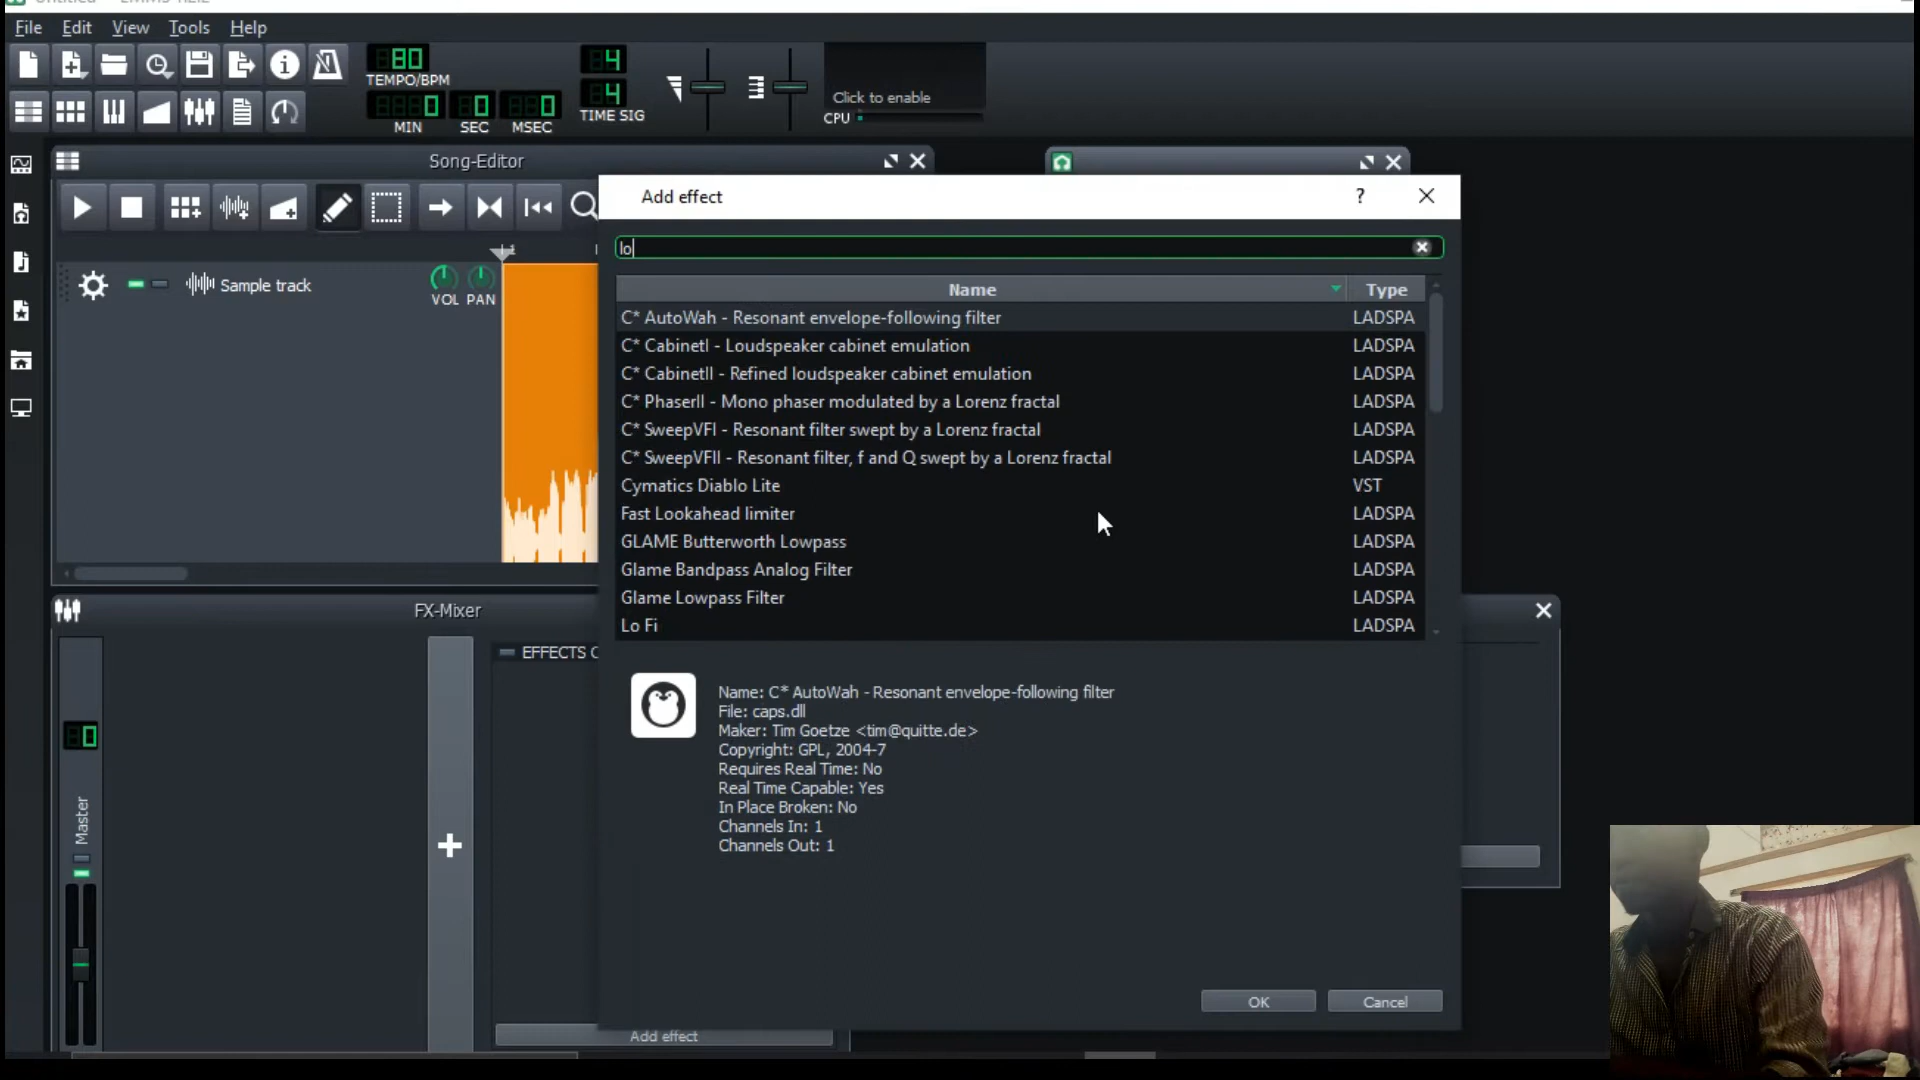 File Edit View Tools Help
80
TEMPO/BPM
0 0 0
MIN SEC MSEC
4
4
TIME SIG
Click to enable
CPU
Song-Editor
Add effect
lo
Sample track
VOL PAN
Name Type
C* AutoWah - Resonant envelope-following filter LADSPA
C* CabinetI - Loudspeaker cabinet emulation LADSPA
C* CabinetII - Refined loudspeaker cabinet emulation LADSPA
C* PhaserII - Mono phaser modulated by a Lorenz fractal LADSPA
C* SweepVFI - Resonant filter swept by a Lorenz fractal LADSPA
C* SweepVFII - Resonant filter, f and Q swept by a Lorenz fractal LADSPA
Cymatics Diablo Lite VST
Fast Lookahead limiter LADSPA
GLAME Butterworth Lowpass LADSPA
Glame Bandpass Analog Filter LADSPA
Glame Lowpass Filter LADSPA
Lo Fi LADSPA
FX-Mixer
EFFECTS C
0
Master
Name: C* AutoWah - Resonant envelope-following filter
File: caps.dll
Maker: Tim Goetze <tim@quitte.de>
Copyright: GPL, 2004-7
Requires Real Time: No
Real Time Capable: Yes
In Place Broken: No
Channels In: 1
Channels Out: 1
OK Cancel
Add effect